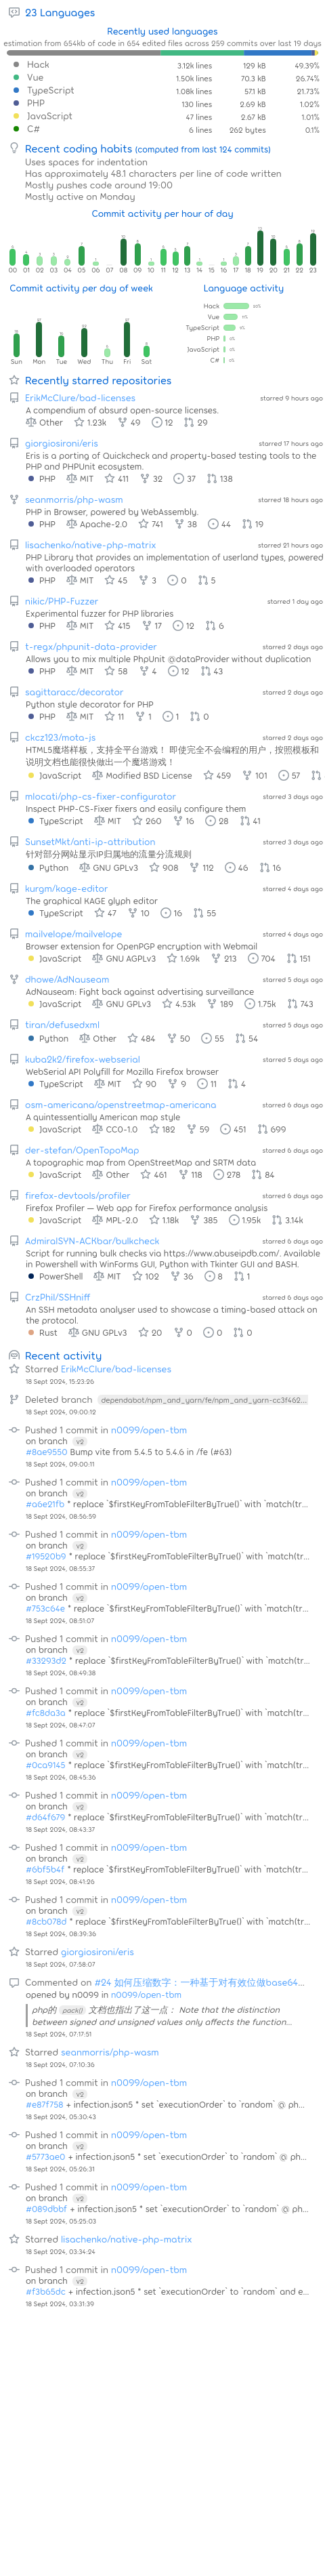 23 Languages
Recently used languages
estimation from 654kb of code in 654 edited files across 259 commits over last 19 days
Hack 3.12k lines 129 kB 49.39%
Vue 1.50k lines 70.3 kB 26.74%
TypeScript 1.08k lines 57.1 kB 21.73%
PHP 130 lines 2.69 kB 1.02%
JavaScript 47 lines 2.67 kB 1.01%
C# 6 lines 262 bytes 0.1%
Recent coding habits (computed from last 124 commits)
Uses spaces for indentation
Has approximately 48.1 characters per line of code written
Mostly pushes code around 19:00
Mostly active on Monday
Commit activity per hour of day
00 01 02 03 04 05 06 07 08 09 10 11 12 13 14 15 16 17 18 19 20 21 22 23
Commit activity per day of week
Sun Mon Tue Wed Thu Fri Sat
Language activity
Hack
Vue
TypeScript
PHP
JavaScript
C#
Recently starred repositories
ErikMcClure/bad-licenses starred 9 hours ago
A compendium of absurd open-source licenses.
Other 1.23k 49 12 29
giorgiosironi/eris starred 17 hours ago
Eris is a porting of Quickcheck and property-based testing tools to the
PHP and PHPUnit ecosystem.
PHP MIT 411 32 37 138
seanmorris/php-wasm starred 18 hours ago
PHP in Browser, powered by WebAssembly.
PHP Apache-2.0 741 38 44 19
lisachenko/native-php-matrix starred 21 hours ago
PHP Library that provides an implementation of userland types, powered
with overloaded operators
PHP MIT 45 3 0 5
nikic/PHP-Fuzzer starred 1 day ago
Experimental fuzzer for PHP libraries
PHP MIT 415 17 12 6
t-regx/phpunit-data-provider starred 2 days ago
Allows you to mix multiple PhpUnit @dataProvider without duplication
PHP MIT 58 4 12 43
sagittaracc/decorator starred 2 days ago
Python style decorator for PHP
PHP MIT 11 1 1 0
ckcz123/mota-js starred 2 days ago
HTML5魔塔样板，支持全平台游戏！ 即使完全不会编程的用户，按照模板和
说明文档也能很快做出一个魔塔游戏！
JavaScript Modified BSD License 459 101 57
mlocati/php-cs-fixer-configurator starred 3 days ago
Inspect PHP-CS-Fixer fixers and easily configure them
TypeScript MIT 260 16 28 41
SunsetMkt/anti-ip-attribution starred 3 days ago
针对部分网站显示IP归属地的流量分流规则
Python GNU GPLv3 908 112 46 16
kurgm/kage-editor starred 4 days ago
The graphical KAGE glyph editor
TypeScript MIT 47 10 16 55
mailvelope/mailvelope starred 4 days ago
Browser extension for OpenPGP encryption with Webmail
JavaScript GNU AGPLv3 1.69k 213 704 151
dhowe/AdNauseam starred 5 days ago
AdNauseam: Fight back against advertising surveillance
JavaScript GNU GPLv3 4.53k 189 1.75k 743
tiran/defusedxml starred 5 days ago
Python Other 484 50 55 54
kuba2k2/firefox-webserial starred 5 days ago
WebSerial API Polyfill for Mozilla Firefox browser
TypeScript MIT 90 9 11 4
osm-americana/openstreetmap-americana starred 6 days ago
A quintessentially American map style
JavaScript CC0-1.0 182 59 451 699
der-stefan/OpenTopoMap starred 6 days ago
A topographic map from OpenStreetMap and SRTM data
JavaScript Other 461 118 278 84
firefox-devtools/profiler starred 6 days ago
Firefox Profiler — Web app for Firefox performance analysis
JavaScript MPL-2.0 1.18k 385 1.95k 3.14k
AdmiralSYN-ACKbar/bulkcheck starred 6 days ago
Script for running bulk checks via https://www.abuseipdb.com/. Available
in Powershell with WinForms GUI, Python with Tkinter GUI and BASH.
PowerShell MIT 102 36 8 1
CrzPhil/SSHniff starred 6 days ago
An SSH metadata analyser used to showcase a timing-based attack on
the protocol.
Rust GNU GPLv3 20 0 0 0
Recent activity
Starred ErikMcClure/bad-licenses
18 Sept 2024, 15:23:26
Deleted branch dependabot/npm_and_yarn/fe/npm_and_yarn-cc3f462...
18 Sept 2024, 09:00:12
Pushed 1 commit in n0099/open-tbm
on branch v2
#8ae9550 Bump vite from 5.4.5 to 5.4.6 in /fe (#63)
18 Sept 2024, 09:00:11
Pushed 1 commit in n0099/open-tbm
on branch v2
#a6e21fb * replace `$firstKeyFromTableFilterByTrue()` with `match(tr...
18 Sept 2024, 08:56:59
Pushed 1 commit in n0099/open-tbm
on branch v2
#19520b9 * replace `$firstKeyFromTableFilterByTrue()` with `match(tr...
18 Sept 2024, 08:55:37
Pushed 1 commit in n0099/open-tbm
on branch v2
#753c64e * replace `$firstKeyFromTableFilterByTrue()` with `match(tr...
18 Sept 2024, 08:51:07
Pushed 1 commit in n0099/open-tbm
on branch v2
#33293d2 * replace `$firstKeyFromTableFilterByTrue()` with `match(tr...
18 Sept 2024, 08:49:38
Pushed 1 commit in n0099/open-tbm
on branch v2
#fc8da3a * replace `$firstKeyFromTableFilterByTrue()` with `match(tr...
18 Sept 2024, 08:47:07
Pushed 1 commit in n0099/open-tbm
on branch v2
#0ca9145 * replace `$firstKeyFromTableFilterByTrue()` with `match(tr...
18 Sept 2024, 08:45:36
Pushed 1 commit in n0099/open-tbm
on branch v2
#d64f679 * replace `$firstKeyFromTableFilterByTrue()` with `match(tr...
18 Sept 2024, 08:43:37
Pushed 1 commit in n0099/open-tbm
on branch v2
#6bf5b4f * replace `$firstKeyFromTableFilterByTrue()` with `match(tr...
18 Sept 2024, 08:41:26
Pushed 1 commit in n0099/open-tbm
on branch v2
#8cb078d * replace `$firstKeyFromTableFilterByTrue()` with `match(tr...
18 Sept 2024, 08:39:36
Starred giorgiosironi/eris
18 Sept 2024, 07:58:07
Commented on #24 如何压缩数字：一种基于对有效位做base64...
opened by n0099 in n0099/open-tbm
php的 pack() 文档也指出了这一点： Note that the distinction
between signed and unsigned values only affects the function...
18 Sept 2024, 07:17:51
Starred seanmorris/php-wasm
18 Sept 2024, 07:10:36
Pushed 1 commit in n0099/open-tbm
on branch v2
#e87f758 + infection.json5 * set `executionOrder` to `random` @ ph...
18 Sept 2024, 05:30:43
Pushed 1 commit in n0099/open-tbm
on branch v2
#5773ae0 + infection.json5 * set `executionOrder` to `random` @ ph...
18 Sept 2024, 05:26:31
Pushed 1 commit in n0099/open-tbm
on branch v2
#089dbbf + infection.json5 * set `executionOrder` to `random` @ ph...
18 Sept 2024, 05:25:03
Starred lisachenko/native-php-matrix
18 Sept 2024, 03:34:24
Pushed 1 commit in n0099/open-tbm
on branch v2
#f3b65dc + infection.json5 * set `executionOrder` to `random` and e...
18 Sept 2024, 03:31:39